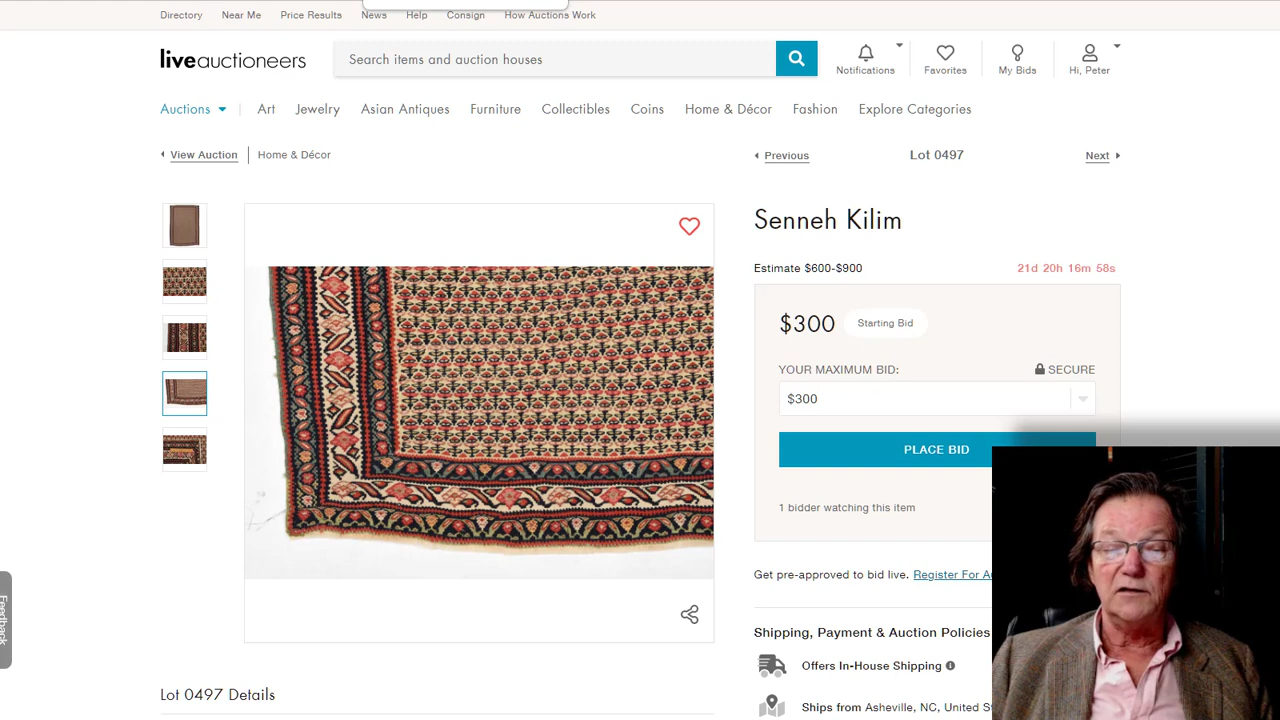 Directory Near Me Price Results News Help Consign How Auctions Work
liveauctioneers
Search items and auction houses
Notifications
Favorites
My Bids
Hi, Peter
Auctions Art Jewelry Asian Antiques Furniture Collectibles Coins Home & Décor Fashion Explore Categories
View Auction Home & Décor
Previous Lot 0497 Next
Senneh Kilim
Estimate $600-$900 21d 20h 16m 58s
$300 Starting Bid
YOUR MAXIMUM BID: SECURE
$300
PLACE BID
1 bidder watching this item
Get pre-approved to bid live. Register For
Shipping, Payment & Auction Policies
Offers In-House Shipping
Ships from Asheville, NC, United
Feedback
Lot 0497 Details